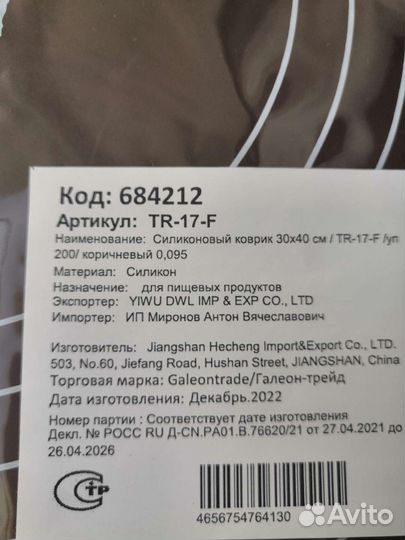 Код: 684212
Артикул: TR-17-F
Наименование: Силиконовый коврик 30х40 см / TR-17-F /уп
200/ коричневый 0,095
Материал: Силикон
Назначение: для пищевых продуктов
Экспортер: YIWU DWL IMP & EXP CO., LTD
Импортер: ИП Миронов Антон Вячеславович
Изготовитель: Jiangshan Hecheng Import&Export Co., LTD.
503, No.60, Jiefang Road, Hushan Street, JIANGSHAN, China
Торговая марка: Galeontrade/Галеон-трейд
Дата изготовления: Декабрь.2022
Номер партии : Соответствует дате изготовления
Декл. № РОСС RU Д-CN.РА01.В.76620/21 от 27.04.2021 до
26.04.2026
СТР
4656754764130
Avito